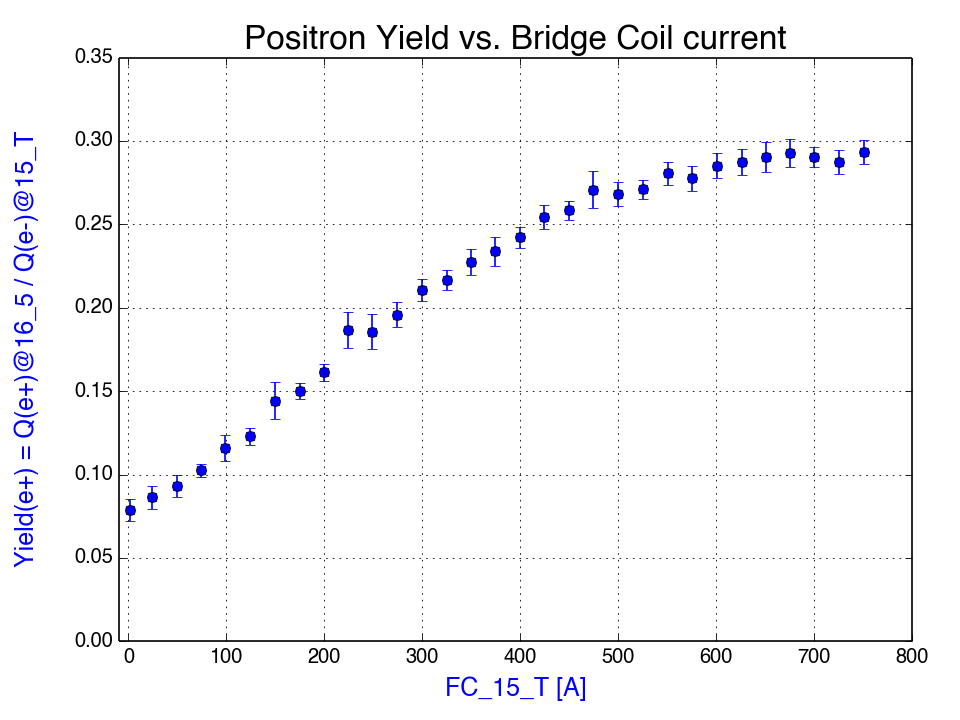 Positron Yield vs. Bridge Coil current
0.35
0.30
0.25
0.20
0.15
0.10
0.05
0.00
Yield(e+) = Q(e+)@16_5 / Q(e-)@15_T
0 100 200 300 400 500 600 700 800
FC_15_T [A]